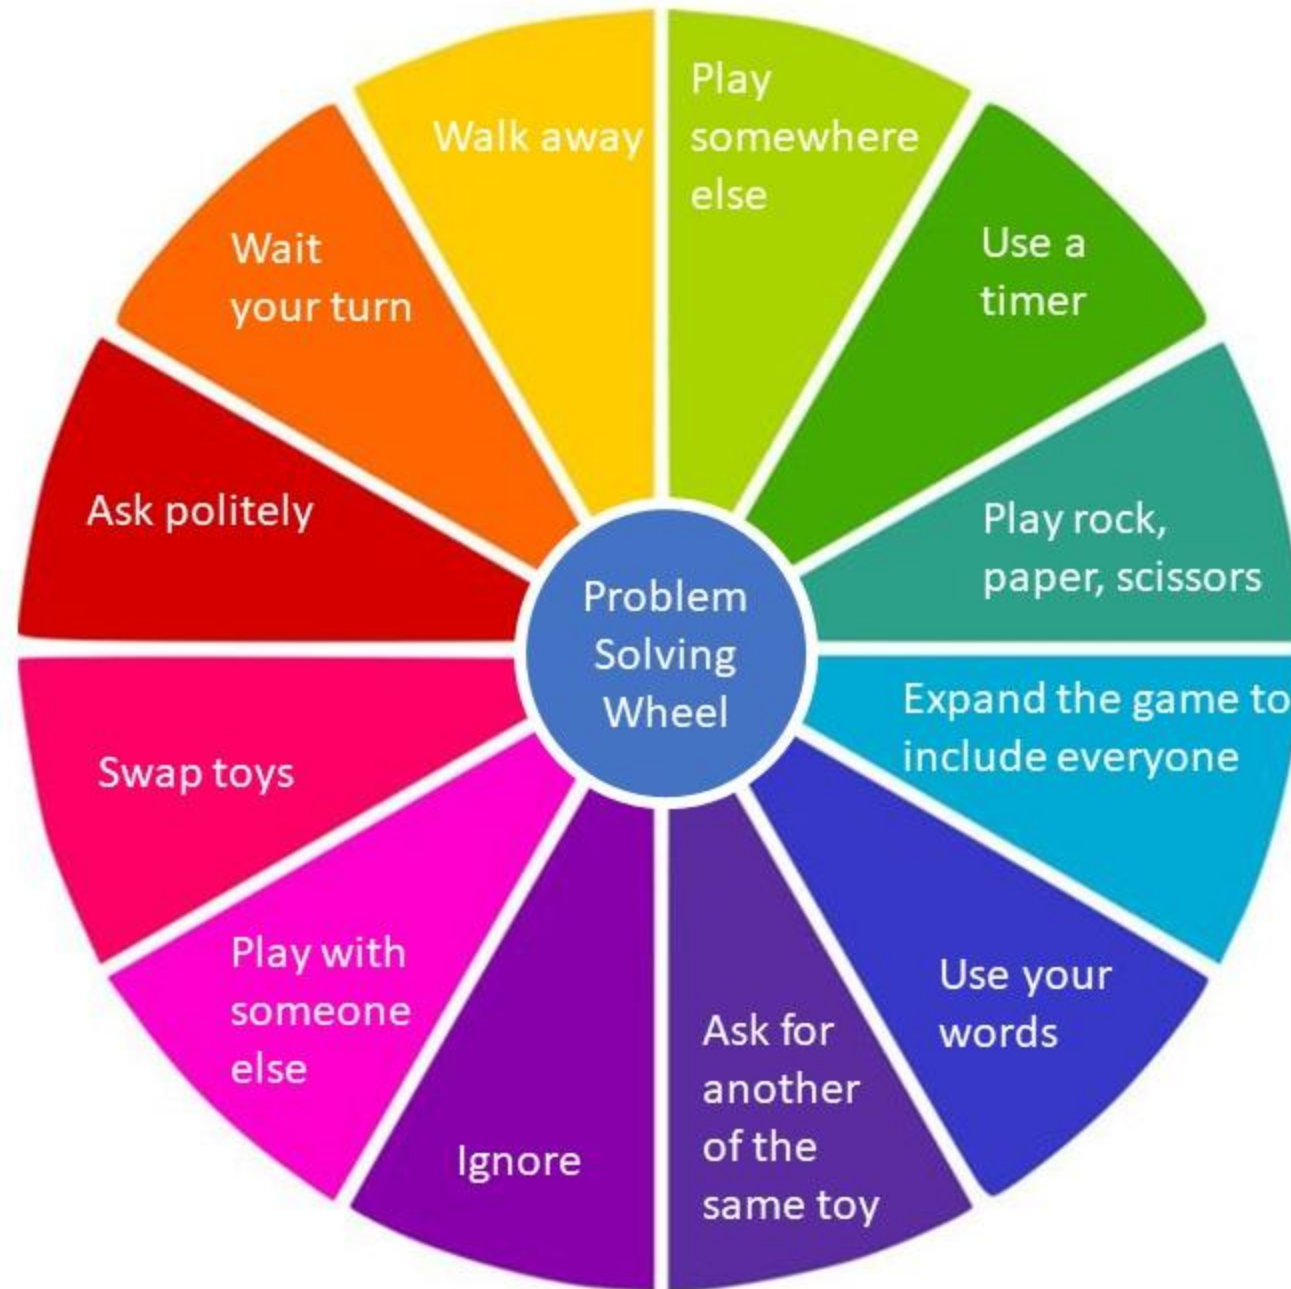 Walk away
Play
somewhere
else
Use a
timer
Play rock,
paper, scissors
Expand the game to
include everyone
Use your
words
Ask for
another
of the
same toy
Ignore
Play with
someone
else
Swap toys
Ask politely
Wait
your turn
Problem
Solving
Wheel